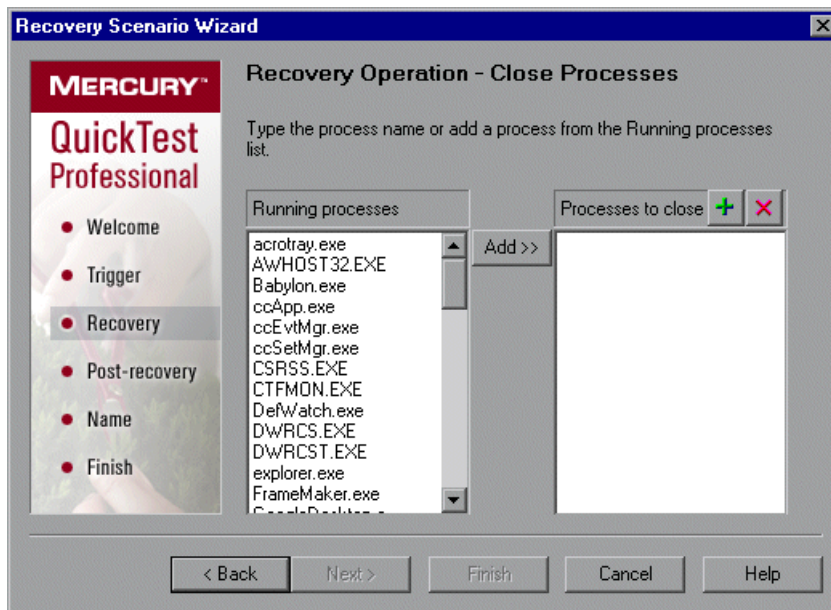 Recovery Scenario Wizard
MERCURY™
QuickTest
Professional
Welcome
Trigger
Recovery
Post-recovery
Name
Finish
Recovery Operation - Close Processes
Type the process name or add a process from the Running processes
list.
Running processes
acrotray.exe
AWHOST32.EXE
Babylon.exe
ccApp.exe
ccEvtMgr.exe
ccSetMgr.exe
CSRSS.EXE
CTFMON.EXE
DefWatch.exe
DWRCS.EXE
DWRCST.EXE
explorer.exe
FrameMaker.exe
Add >>
Processes to close
< Back
Next >
Finish
Cancel
Help